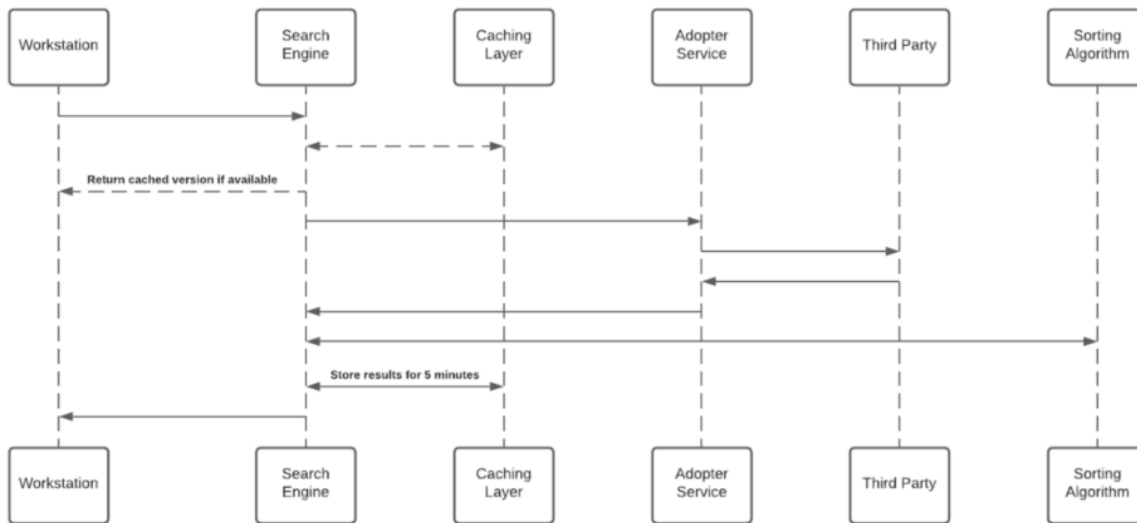 Workstation
Search
Engine
Caching
Layer
Adopter
Service
Third Party
Sorting
Algorithm
Return cached version if available
Store results for 5 minutes
Workstation
Search
Engine
Caching
Layer
Adopter
Service
Third Party
Sorting
Algorithm